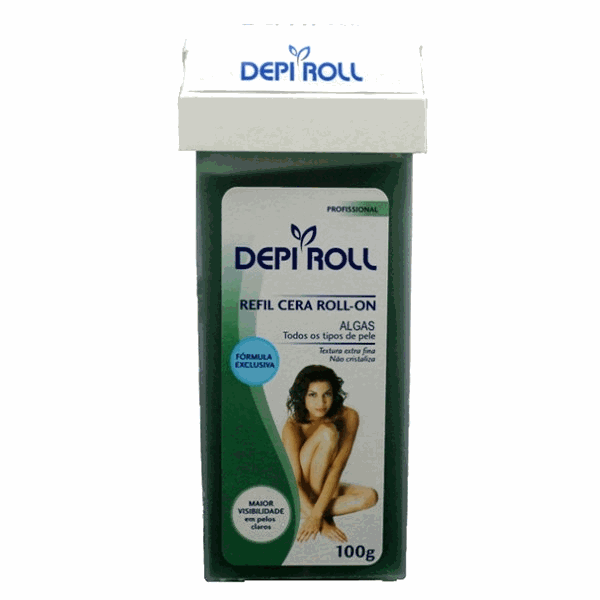 DEPI ROLL
PROFISSIONAL
DEPI ROLL
REFIL CERA ROLL-ON
ALGAS
Todos os tipos de pele
Textura extra fina
Não cristaliza
FÓRMULA
EXCLUSIVA
MAIOR
VISIBILIDADE
em pelos
claros
100g